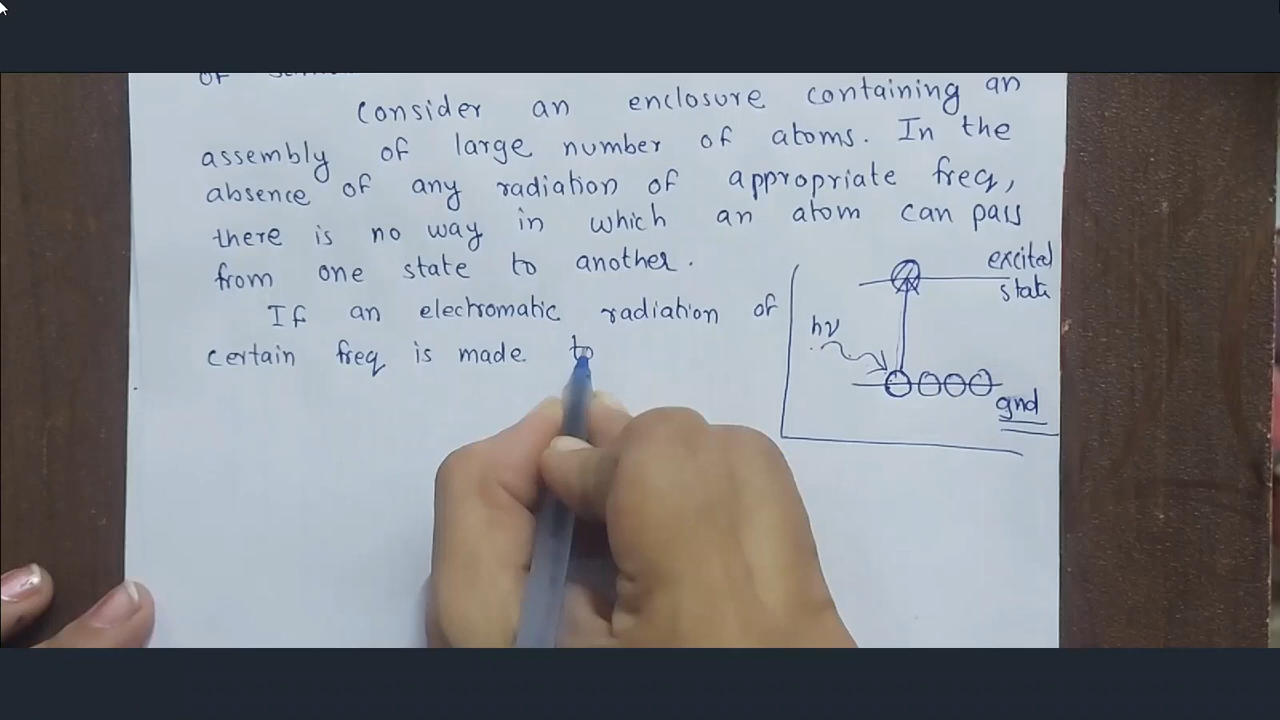 of
Consider an enclosure containing an
assembly of large number of atoms. In the
absence of any radiation of appropriate freq,
there is no way in which an atom can pass
from one state to another.
If an electromatic radiation of
certain freq is made to
excited
state
hν
gnd